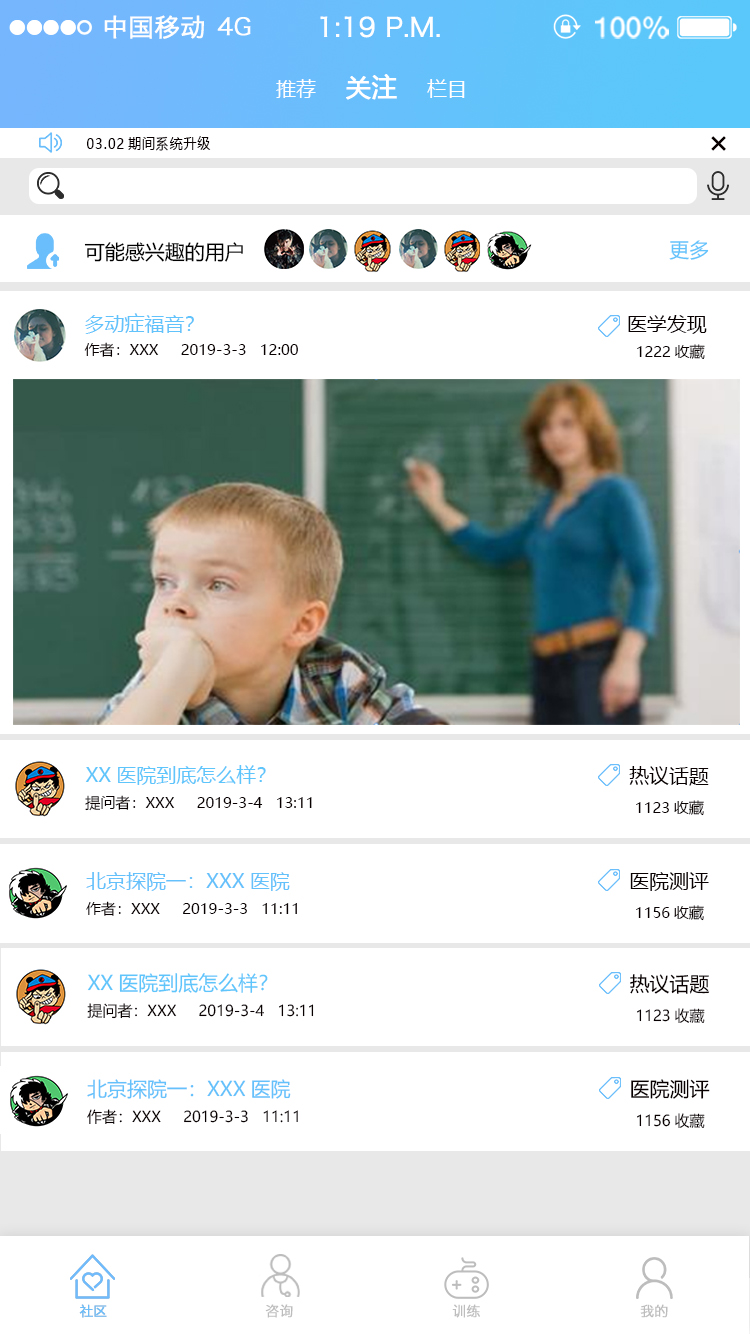 中国移动 4G 1:19 P.M. 100%
推荐 关注 栏目
03.02 期间系统升级
可能感兴趣的用户 更多
多动症福音? 医学发现
作者：XXX 2019-3-3 12:00 1222 收藏
XX 医院到底怎么样? 热议话题
提问者：XXX 2019-3-4 13:11 1123 收藏
北京探院一：XXX 医院 医院测评
作者：XXX 2019-3-3 11:11 1156 收藏
XX 医院到底怎么样? 热议话题
提问者：XXX 2019-3-4 13:11 1123 收藏
北京探院一：XXX 医院 医院测评
作者：XXX 2019-3-3 11:11 1156 收藏
社区 咨询 训练 我的